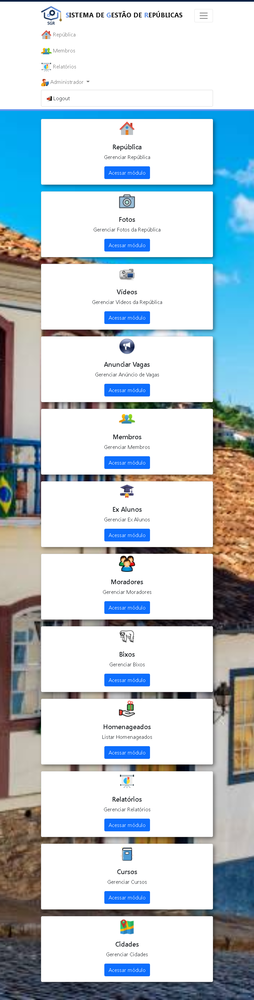 SGR
SISTEMA DE GESTÃO DE REPÚBLICAS
República
Membros
Relatórios
Administrador
Logout
República
Gerenciar República
Acessar módulo
Fotos
Gerenciar Fotos da República
Acessar módulo
Vídeos
Gerenciar Vídeos da República
Acessar módulo
Anunciar Vagas
Gerenciar Anúncio de Vagas
Acessar módulo
Membros
Gerenciar Membros
Acessar módulo
Ex Alunos
Gerenciar Ex Alunos
Acessar módulo
Moradores
Gerenciar Moradores
Acessar módulo
Bixos
Gerenciar Bixos
Acessar módulo
Homenageados
Listar Homenageados
Acessar módulo
Relatórios
Gerenciar Relatórios
Acessar módulo
Cursos
Gerenciar Cursos
Acessar módulo
Cidades
Gerenciar Cidades
Acessar módulo